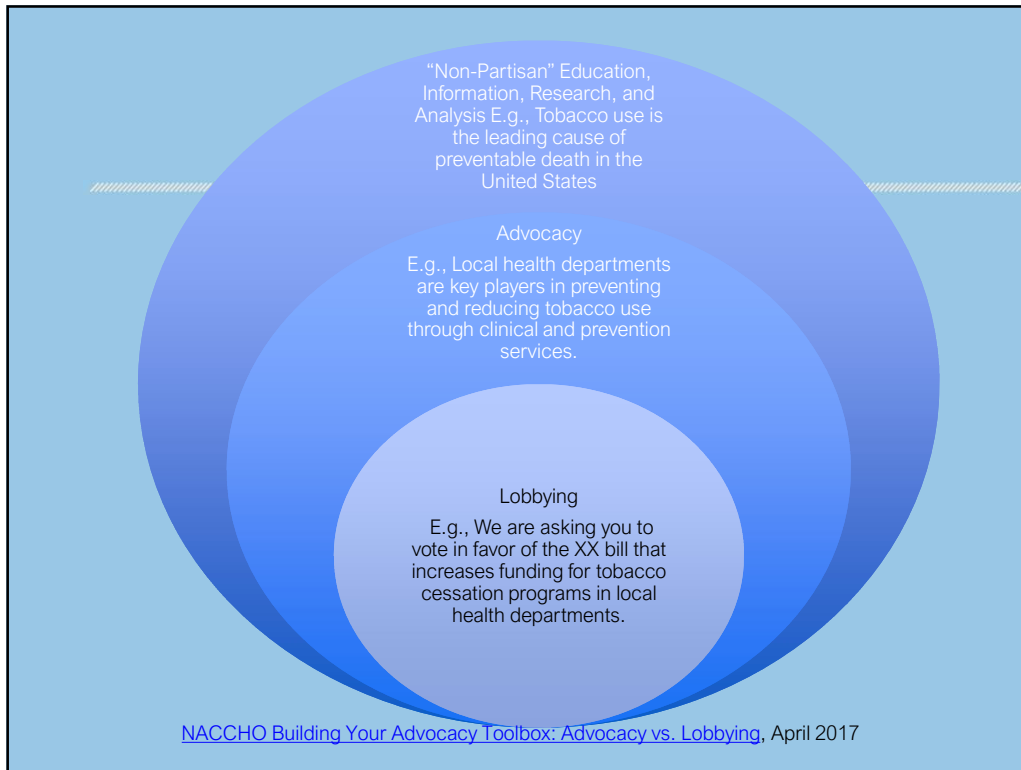 “Non-Partisan” Education,
Information, Research, and
Analysis E.g., Tobacco use is
the leading cause of
preventable death in the
United States
Advocacy
E.g., Local health departments
are key players in preventing
and reducing tobacco use
through clinical and prevention
services.
Lobbying
E.g., We are asking you to
vote in favor of the XX bill that
increases funding for tobacco
cessation programs in local
health departments.
NACCHO Building Your Advocacy Toolbox: Advocacy vs. Lobbying, April 2017